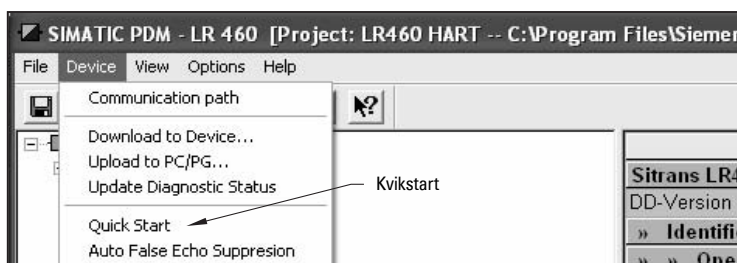 SIMATIC PDM - LR 460 [Project: LR460 HART -- C:\Program Files\Siemen
File Device View Options Help
Communication path
Download to Device...
Upload to PC/PG...
Update Diagnostic Status
Kvikstart
Quick Start
Auto False Echo Suppresion
Sitrans LR4
DD-Version
» Identifi
» » Ope